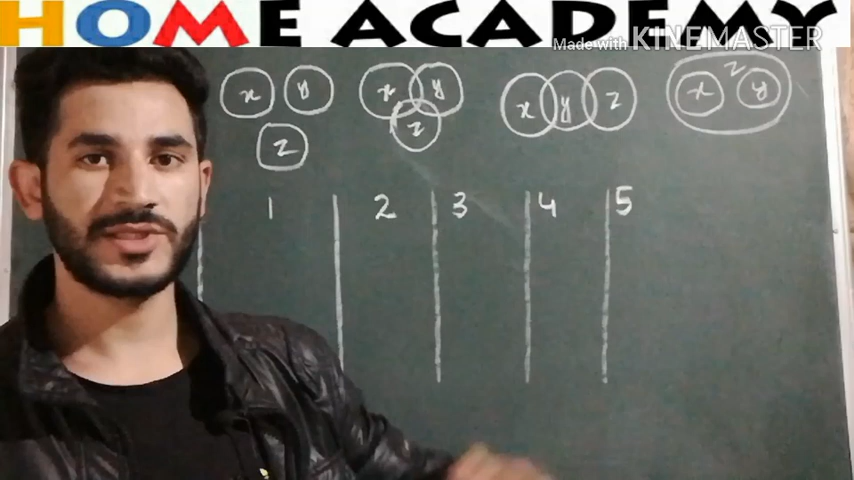 HOME ACADEMY
Made with KINEMASTER
x y x y x y z z x y
z z
1 2 3 4 5